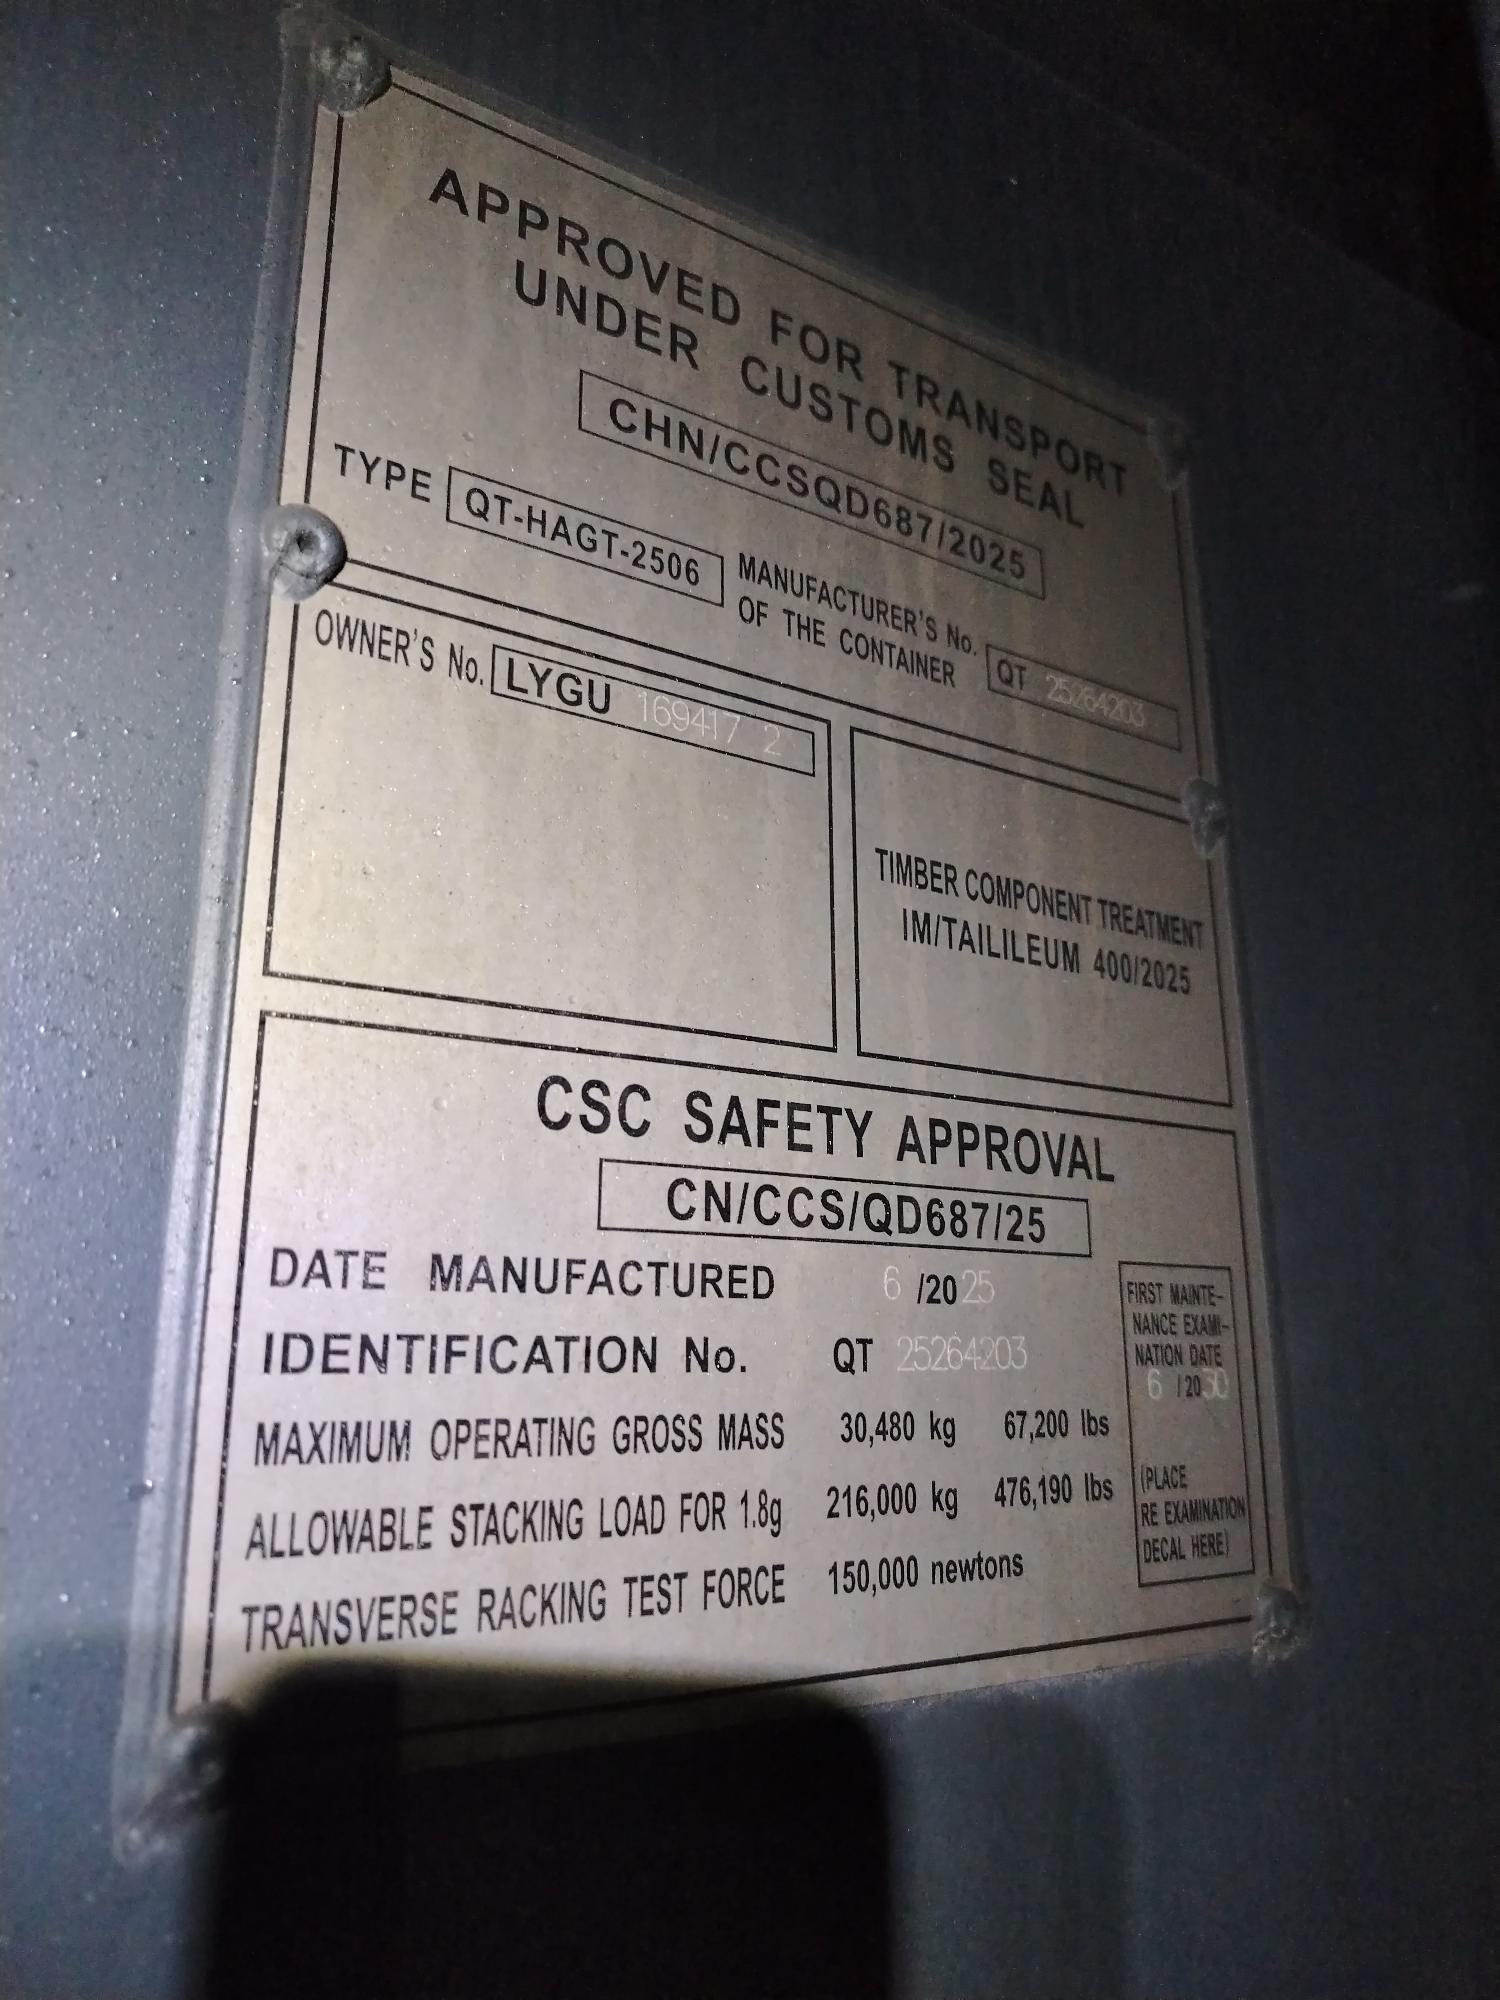 APPROVED FOR TRANSPORT
UNDER CUSTOMS SEAL
CHN/CCSQD687/2025
TYPE QT-HAGT-2506
MANUFACTURER'S No.
OF THE CONTAINER
QT 25264203
OWNER'S No. LYGU 169417 2
TIMBER COMPONENT TREATMENT
IM/TAILILEUM 400/2025
CSC SAFETY APPROVAL
CN/CCS/QD687/25
DATE MANUFACTURED 6 /2025
IDENTIFICATION No. QT 25264203
MAXIMUM OPERATING GROSS MASS 30,480 kg 67,200 lbs
ALLOWABLE STACKING LOAD FOR 1.8g 216,000 kg 476,190 lbs
TRANSVERSE RACKING TEST FORCE 150,000 newtons
FIRST MAINTE-
NANCE EXAMI-
NATION DATE
6 /2030
(PLACE
RE EXAMINATION
DECAL HERE)